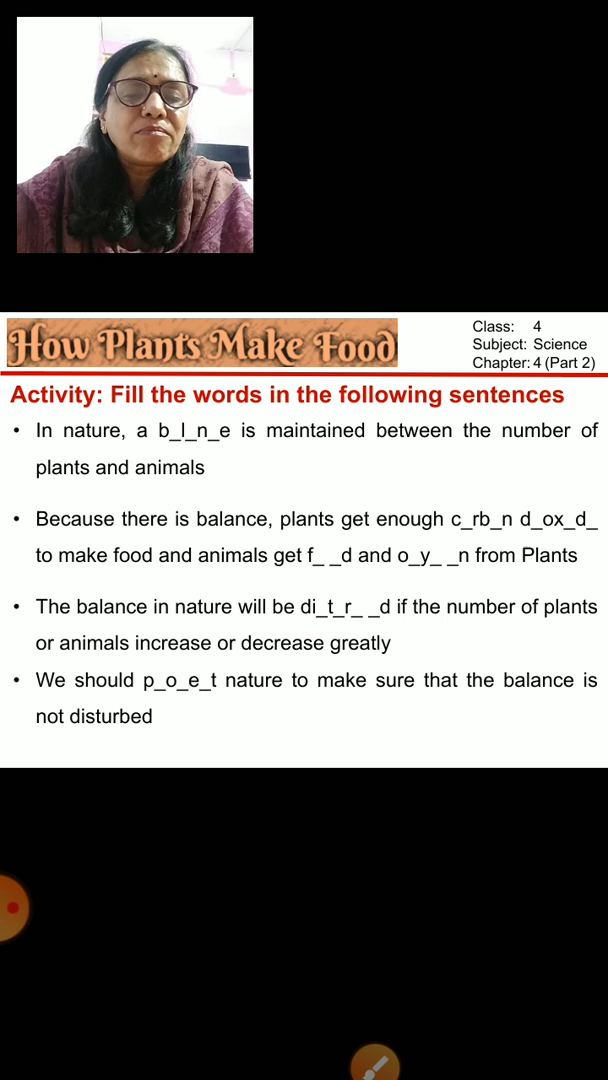 How Plants Make Food
Class: 4
Subject: Science
Chapter: 4 (Part 2)
Activity: Fill the words in the following sentences
• In nature, a b_l_n_e is maintained between the number of
plants and animals
• Because there is balance, plants get enough c_rb_n d_ox_d_
to make food and animals get f_ _d and o_y_ _n from Plants
• The balance in nature will be di_t_r_ _d if the number of plants
or animals increase or decrease greatly
• We should p_o_e_t nature to make sure that the balance is
not disturbed